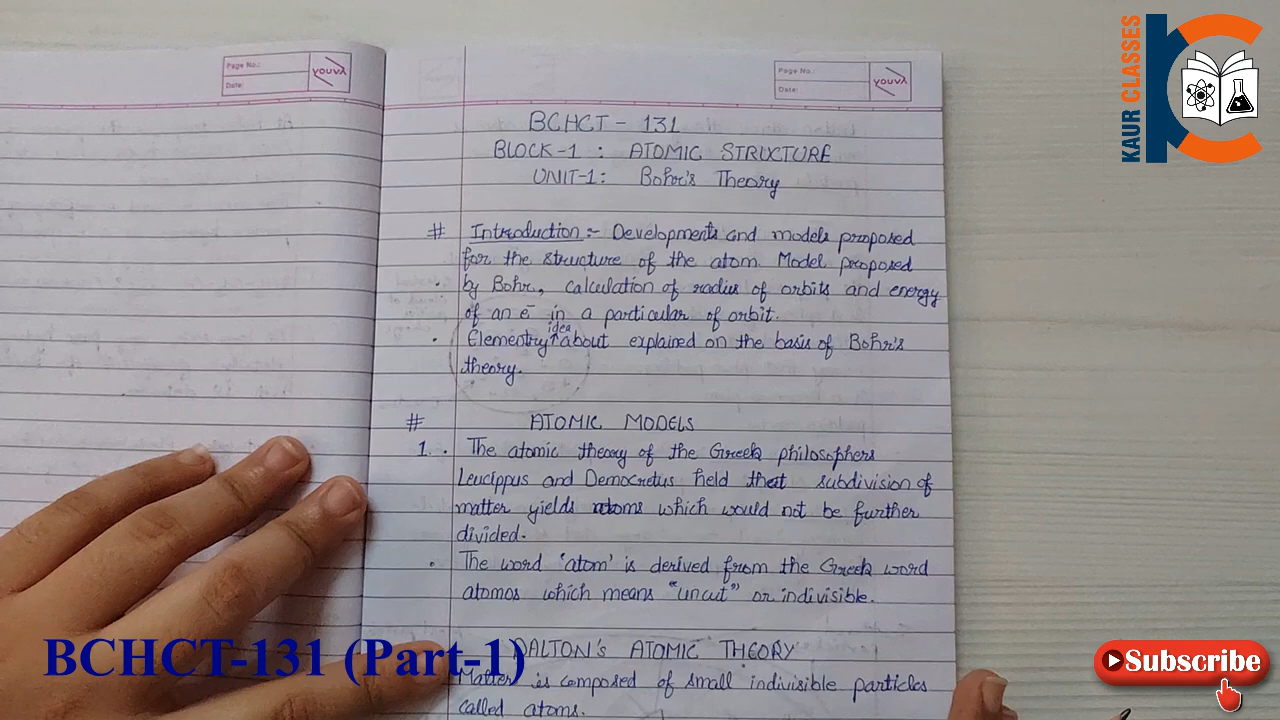 Page No.:
Date:
youva
Page No.:
Date:
youva
KAUR CLASSES
BCHCT - 131
BLOCK-1 : ATOMIC STRUCTURE
UNIT-1: Bohr's Theory
# Introduction :- Developments and models proposed
for the structure of the atom. Model proposed
by Bohr, calculation of radius of orbits and energy
of an e⁻ in a particular of orbit.
idea
· Elementry ↑ about explained on the basis of Bohr's
theory.
# ATOMIC MODELS
1. · The atomic theory of the Greek philosophers
Leucippus and Democretus held that subdivision of
matter yields atoms which would not be further
divided.
· The word 'atom' is derived from the Greek word
atomos which means "uncut" or indivisible.
DALTON'S ATOMIC THEORY
Matter is composed of small indivisible particles
called atoms.
BCHCT-131 (Part-1)
Subscribe